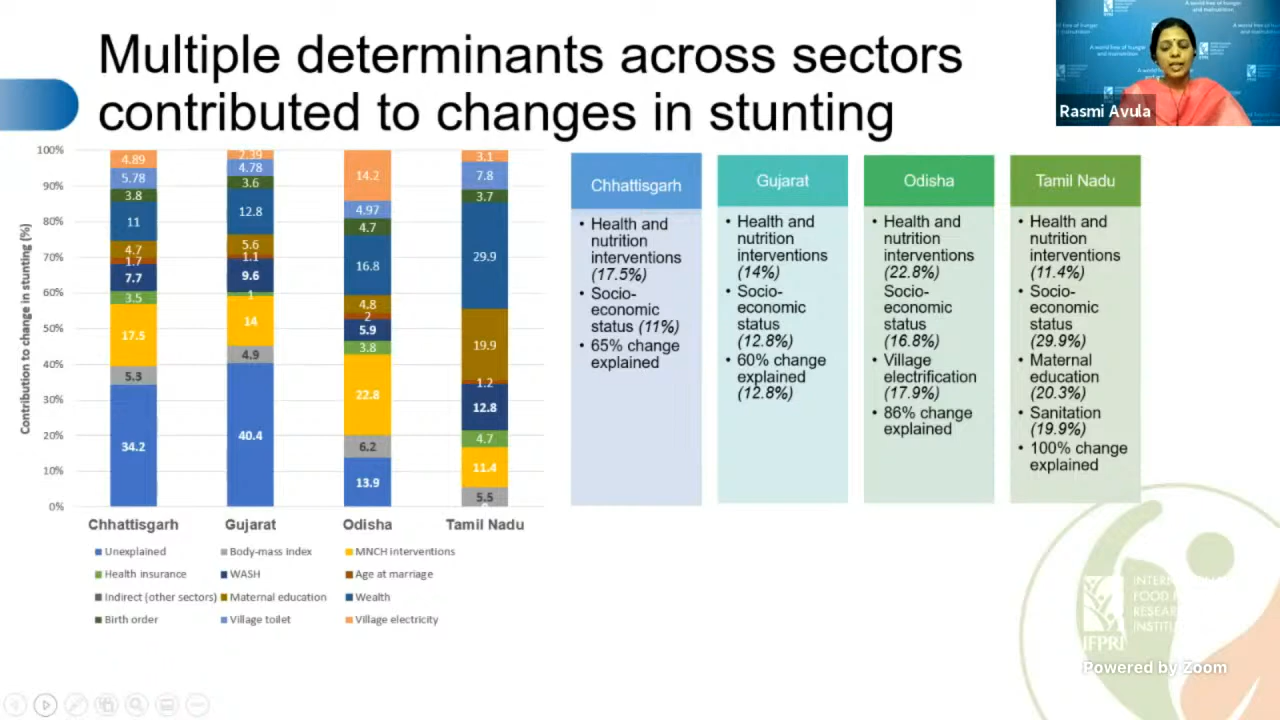 Multiple determinants across sectors
contributed to changes in stunting
Rasmi Avula
Contribution to change in stunting (%)
100%
90%
80%
70%
60%
50%
40%
30%
20%
10%
0%
4.89
5.78
3.8
11
4.7
1.7
7.7
3.5
17.5
5.3
34.2
2.39
4.78
3.6
12.8
5.6
1.1
9.6
1
14
4.9
40.4
14.2
4.97
4.7
16.8
4.8
2
5.9
3.8
22.8
6.2
13.9
3.1
7.8
3.7
29.9
19.9
1.2
12.8
4.7
11.4
5.5
Chhattisgarh Gujarat Odisha Tamil Nadu
Unexplained Body-mass index MNCH interventions
Health insurance WASH Age at marriage
Indirect (other sectors) Maternal education Wealth
Birth order Village toilet Village electricity
Chhattisgarh
• Health and
nutrition
interventions
(17.5%)
• Socio-
economic
status (11%)
• 65% change
explained
Gujarat
• Health and
nutrition
interventions
(14%)
• Socio-
economic
status
(12.8%)
• 60% change
explained
(12.8%)
Odisha
• Health and
nutrition
interventions
(22.8%)
Socio-
economic
status
(16.8%)
• Village
electrification
(17.9%)
• 86% change
explained
Tamil Nadu
• Health and
nutrition
interventions
(11.4%)
• Socio-
economic
status
(29.9%)
• Maternal
education
(20.3%)
• Sanitation
(19.9%)
• 100% change
explained
IFPRI
Powered by Zoom